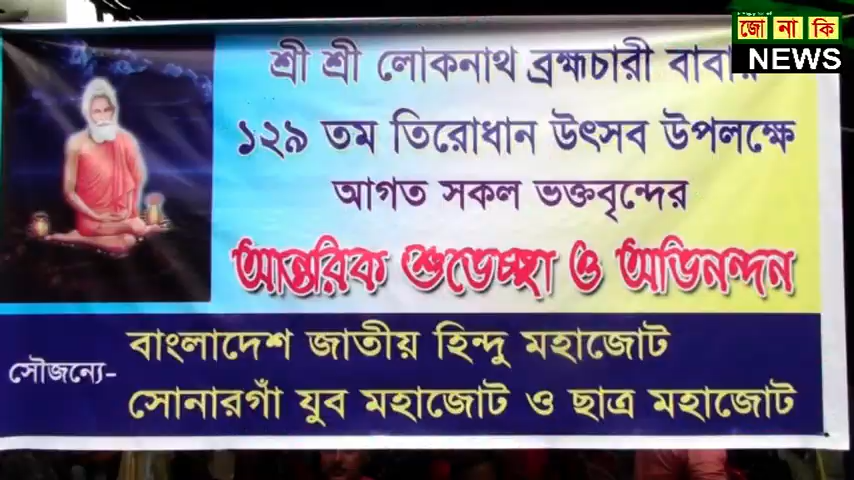 জোনাকি
NEWS
শ্রী শ্রী লোকনাথ ব্রহ্মচারী বাবার
১২৯ তম তিরোধান উৎসব উপলক্ষে
আগত সকল ভক্তবৃন্দের
আন্তরিক শুভেচ্ছা ও অভিনন্দন
সৌজন্যে-
বাংলাদেশ জাতীয় হিন্দু মহাজোট
সোনারগাঁ যুব মহাজোট ও ছাত্র মহাজোট